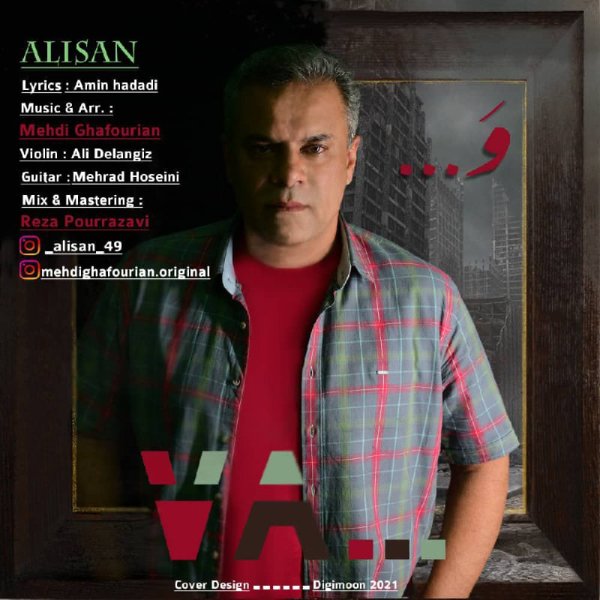 ALISAN
Lyrics : Amin hadadi
Music & Arr. :
Mehdi Ghafourian
Violin : Ali Delangiz
Guitar : Mehrad Hoseini
Mix & Mastering :
Reza Pourrazavi
_alisan_49
mehdighafourian.original
وَ...
VA...
Cover Design ------ Digimoon 2021